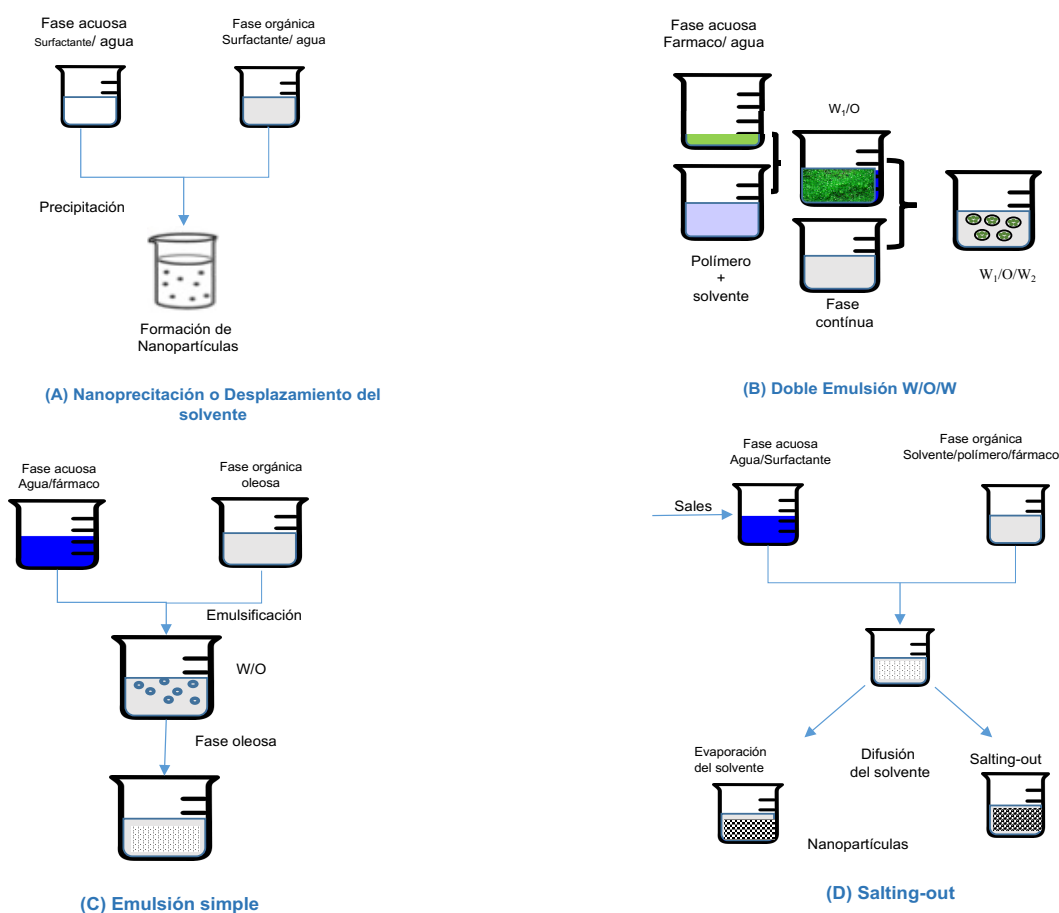 Fase acuosa
Surfactante/ agua
Fase orgánica
Surfactante/ agua
Precipitación
Formación de
Nanopartículas
(A) Nanoprecitación o Desplazamiento del
solvente
Fase acuosa
Farmaco/ agua
W₁/O
Polímero
+
solvente
Fase
contínua
W₁/O/W₂
(B) Doble Emulsión W/O/W
Fase acuosa
Agua/fármaco
Fase orgánica
oleosa
Emulsificación
W/O
Fase oleosa
(C) Emulsión simple
Fase acuosa
Agua/Surfactante
Fase orgánica
Solvente/polímero/fármaco
Sales
Evaporación
del solvente
Difusión
del solvente
Salting-out
Nanopartículas
(D) Salting-out